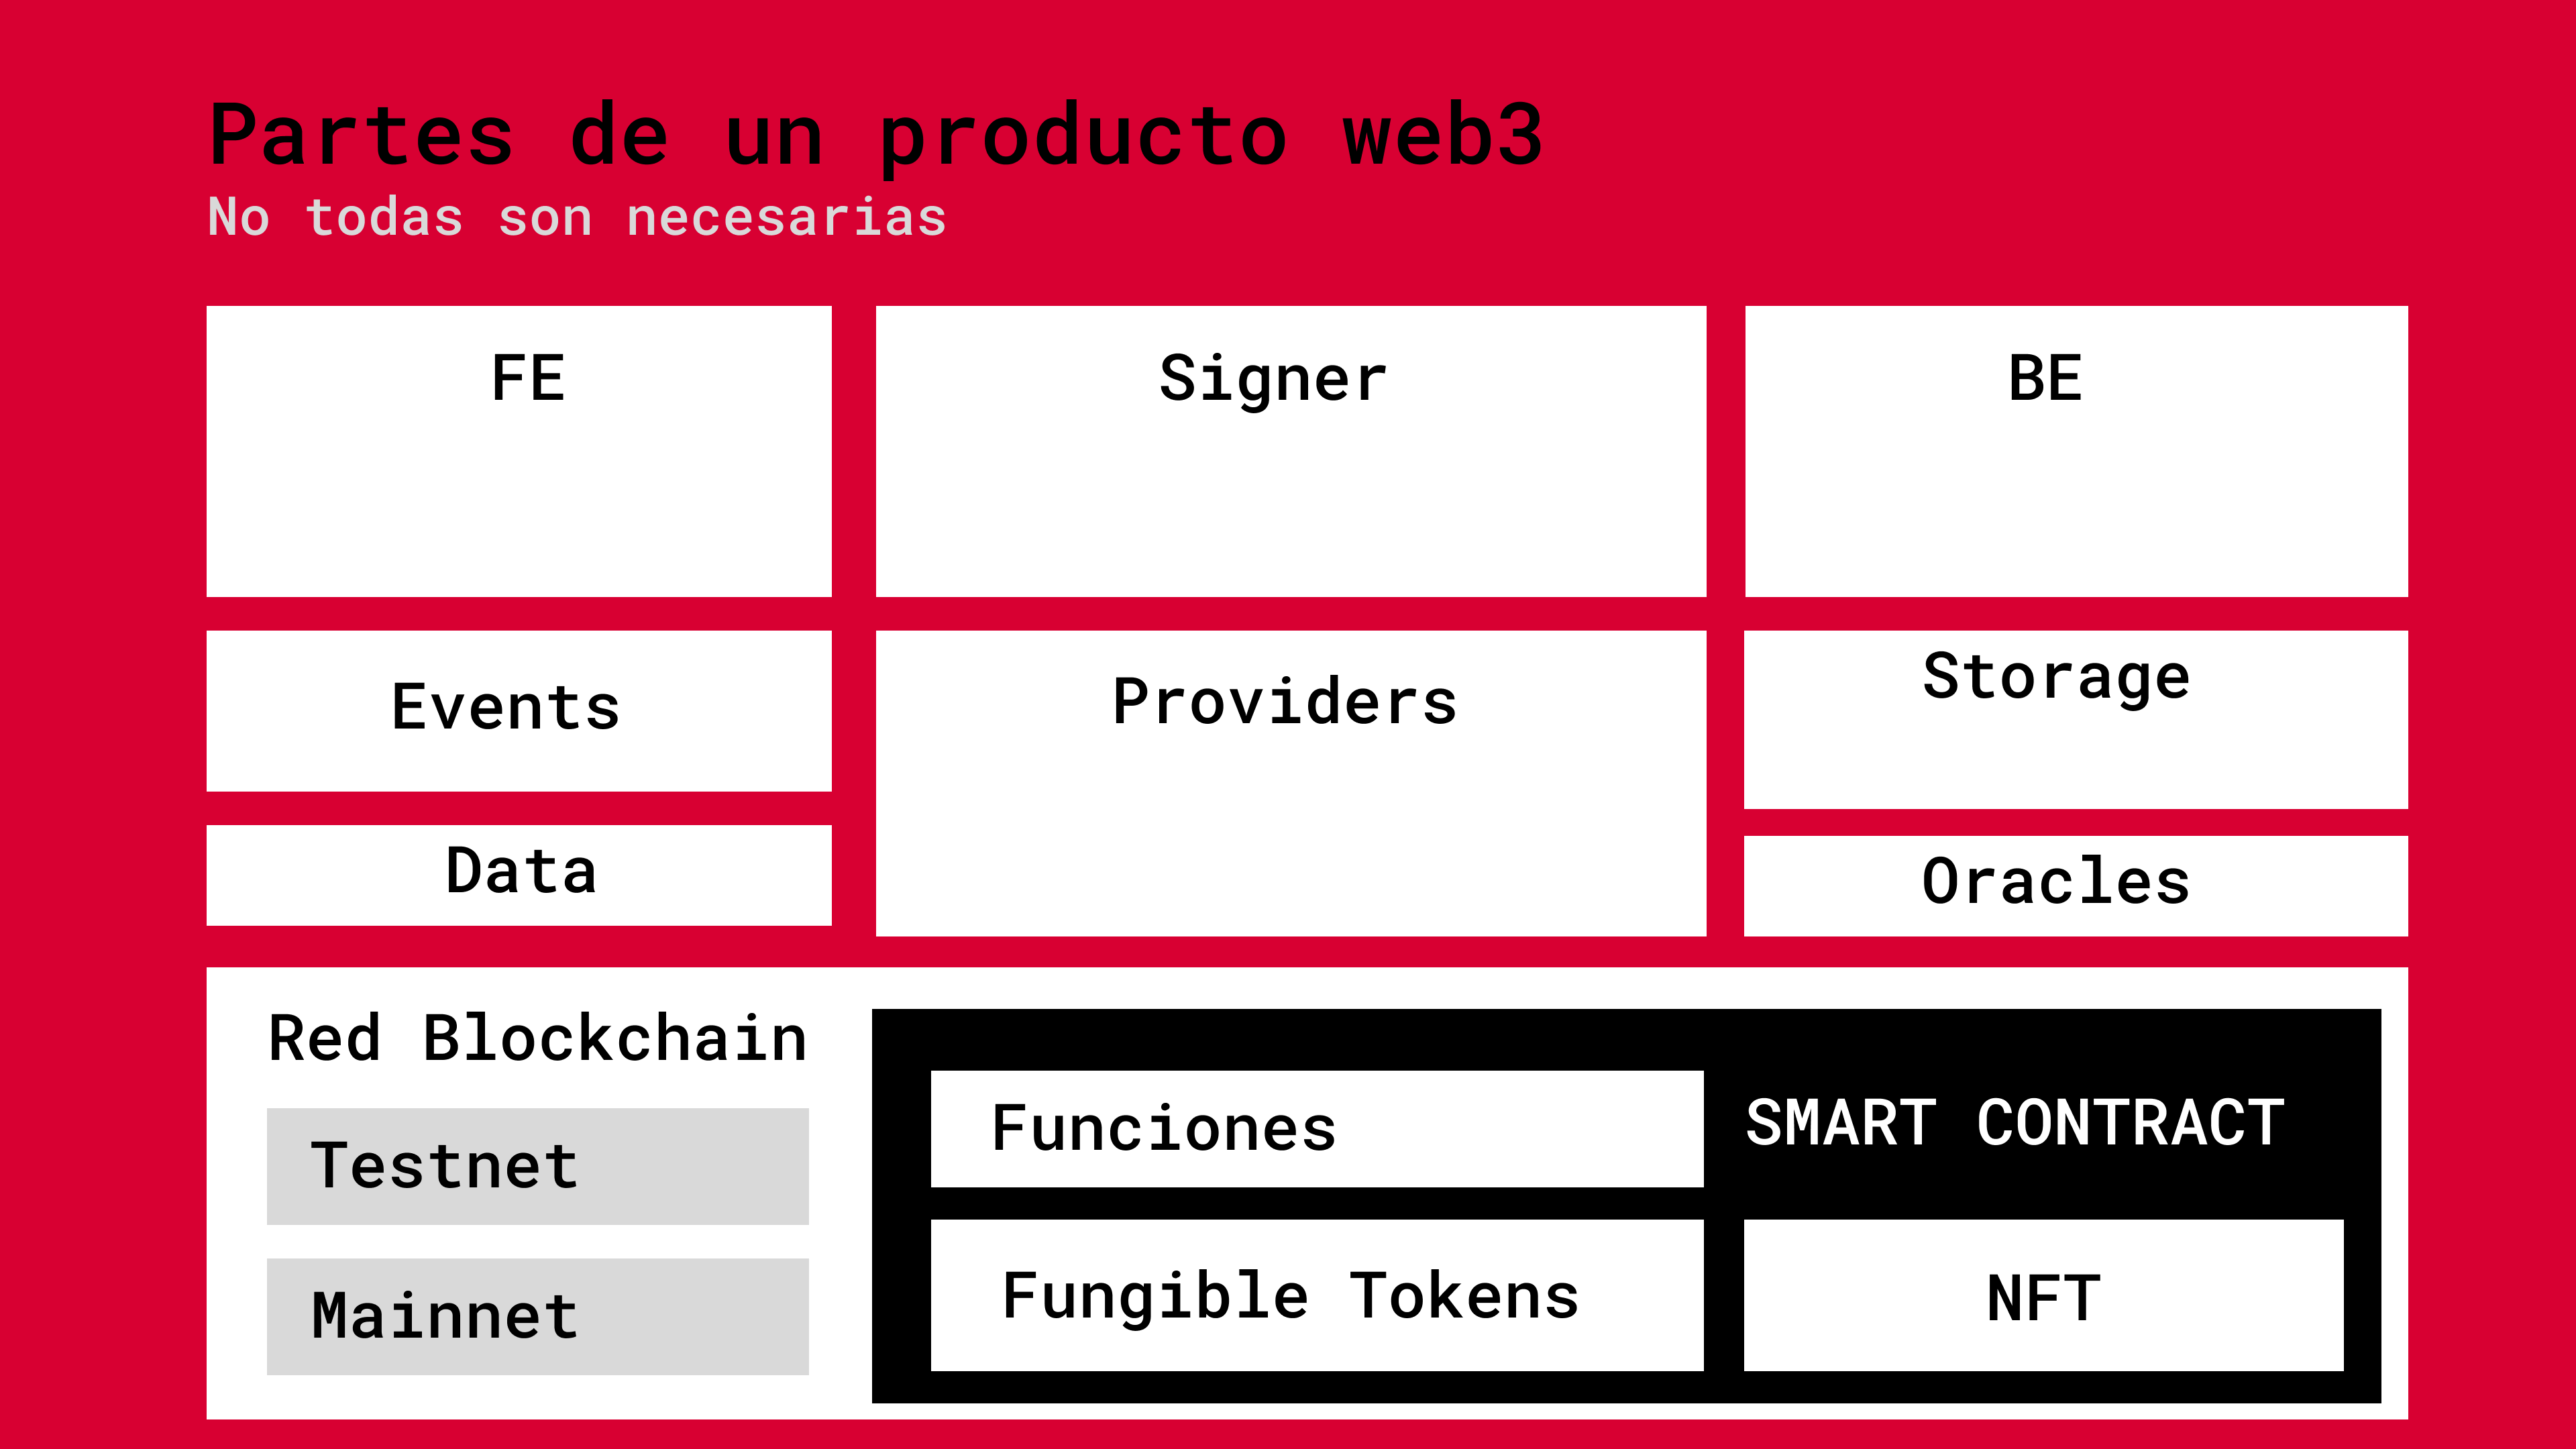 Partes de un producto web3
No todas son necesarias
FE
Signer
BE
Events
Providers
Storage
Data
Oracles
Red Blockchain
Testnet
Mainnet
Funciones
SMART CONTRACT
Fungible Tokens
NFT